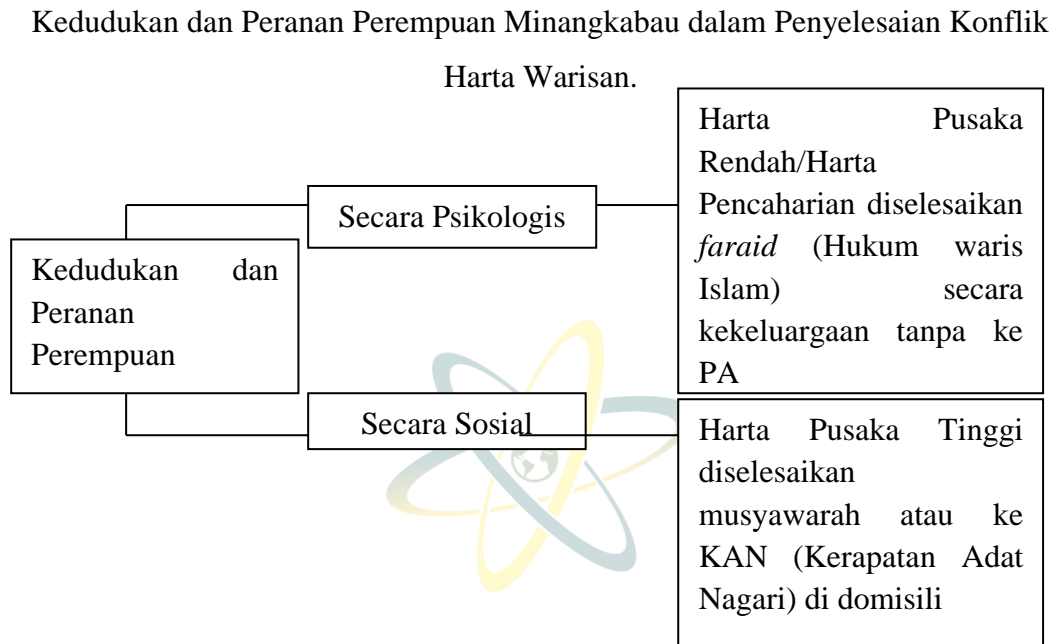 Kedudukan dan Peranan Perempuan Minangkabau dalam Penyelesaian Konflik
Harta Warisan.
Kedudukan dan
Peranan
Perempuan
Secara Psikologis
Harta Pusaka
Rendah/Harta
Pencaharian diselesaikan
faraid (Hukum waris
Islam) secara
kekeluargaan tanpa ke
PA
Secara Sosial
Harta Pusaka Tinggi
diselesaikan
musyawarah atau ke
KAN (Kerapatan Adat
Nagari) di domisili